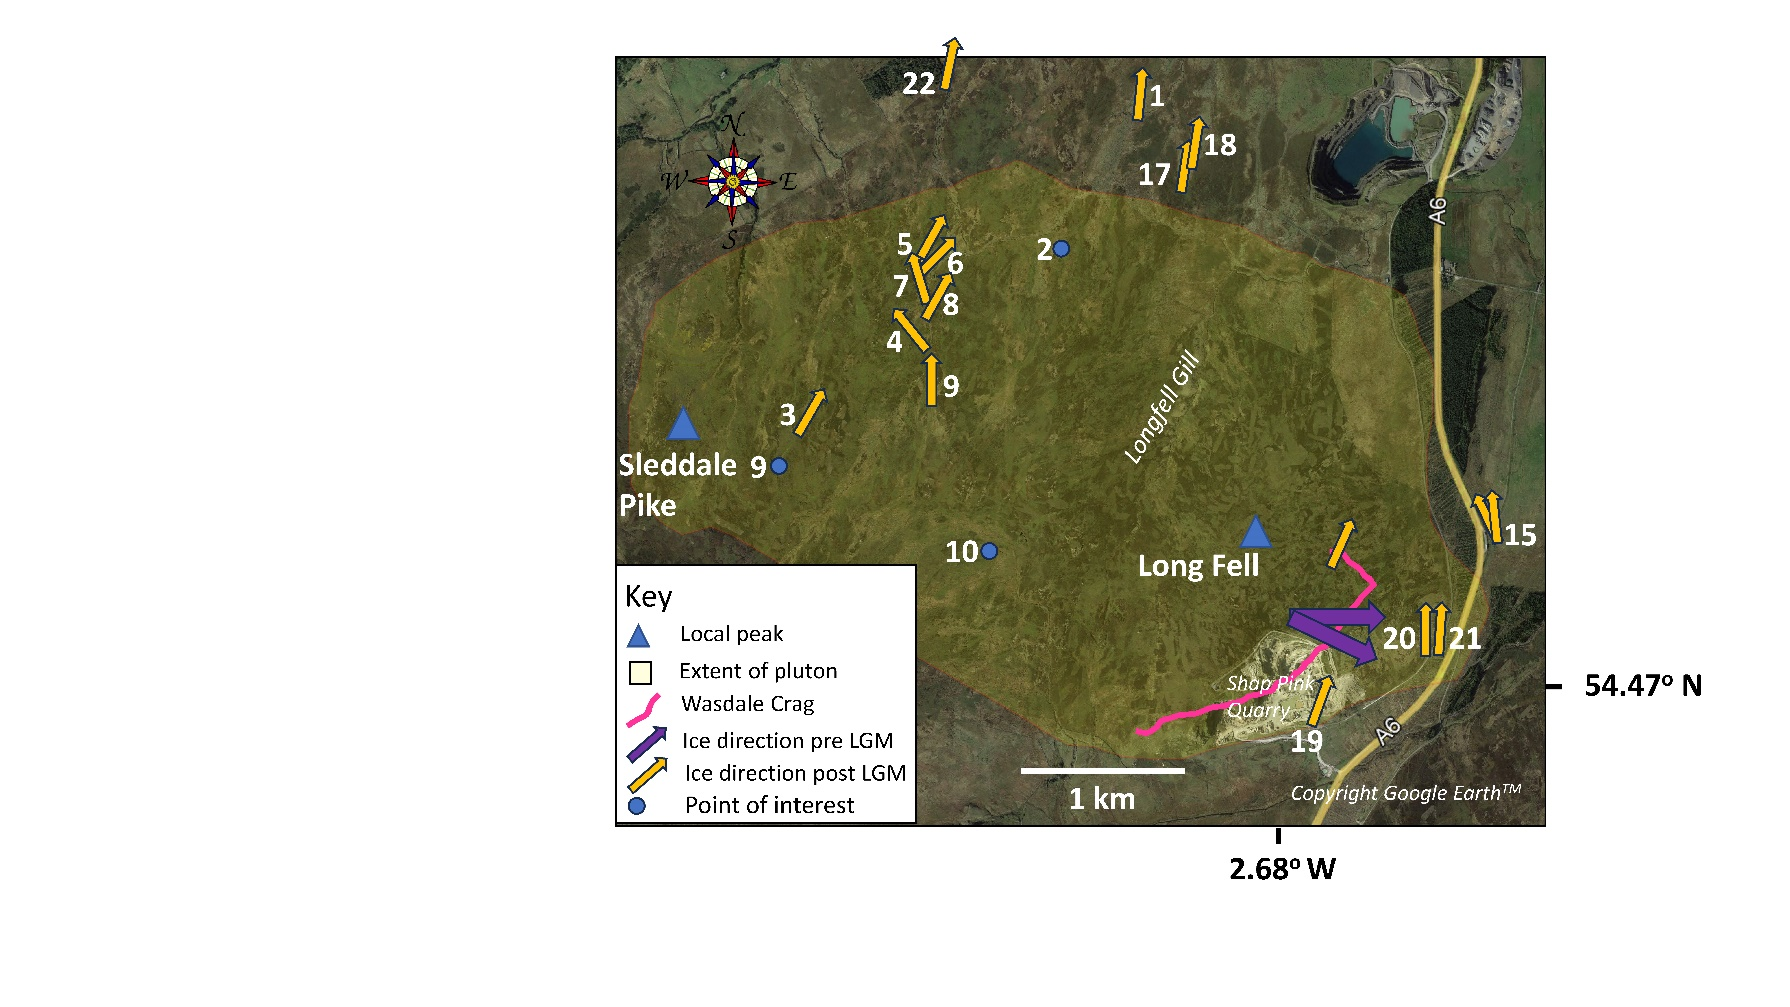 22
1
18
17
N
W
E
S
A6
5
6
2
7
8
4
9
3
Longfell Gill
Sleddale
Pike
9
10
Long Fell
15
20
21
Shap Pink
Quarry
19
A6
54.47º N
Key
Local peak
Extent of pluton
Wasdale Crag
Ice direction pre LGM
Ice direction post LGM
Point of interest
1 km
Copyright Google Earth™
2.68º W